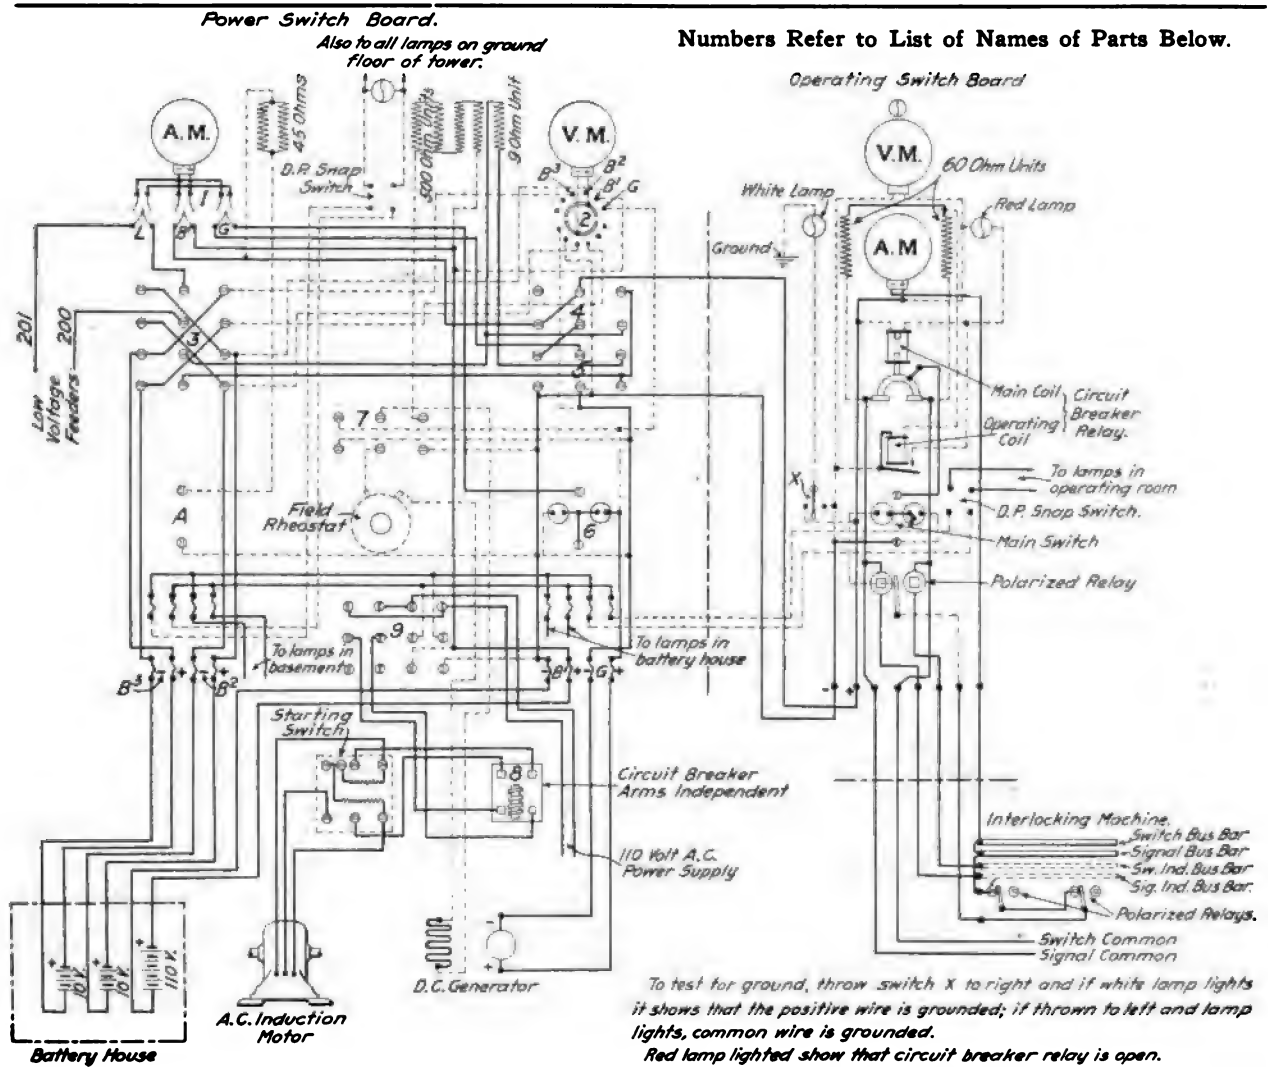 Power Switch Board.
Also to all lamps on ground
floor of tower.
Numbers Refer to List of Names of Parts Below.
Operating Switch Board
A.M.
45 Ohms
D.P. Snap
Switch
500 Ohm Units
9 Ohm Unit
V.M.
B³
B²
B¹
G
2
1
L
B
G
V.M.
60 Ohm Units
White Lamp
Red Lamp
A.M.
Ground
201
200
Low
Voltage
Feeders
3
4
5
Main Coil
Operating
Coil
Circuit
Breaker
Relay.
7
A
Field
Rheostat
6
X
To lamps in
operating room
D.P. Snap Switch.
Main Switch
Polarized Relay
9
To lamps in
basement
To lamps in
battery house
B³
- +
B²
- +
- B¹ +
- G +
- +
Starting
Switch
8
Circuit Breaker
Arms Independent
110 Volt A.C.
Power Supply
Interlocking Machine.
Switch Bus Bar
Signal Bus Bar
Sw. Ind. Bus Bar
Sig. Ind. Bus Bar.
Polarized Relays.
Switch Common
Signal Common
+
10 V.
+
10 V.
+
110 V.
Battery House
A.C. Induction
Motor
D.C. Generator
-
+
To test for ground, throw switch X to right and if white lamp lights
it shows that the positive wire is grounded; if thrown to left and lamp
lights, common wire is grounded.
Red lamp lighted show that circuit breaker relay is open.